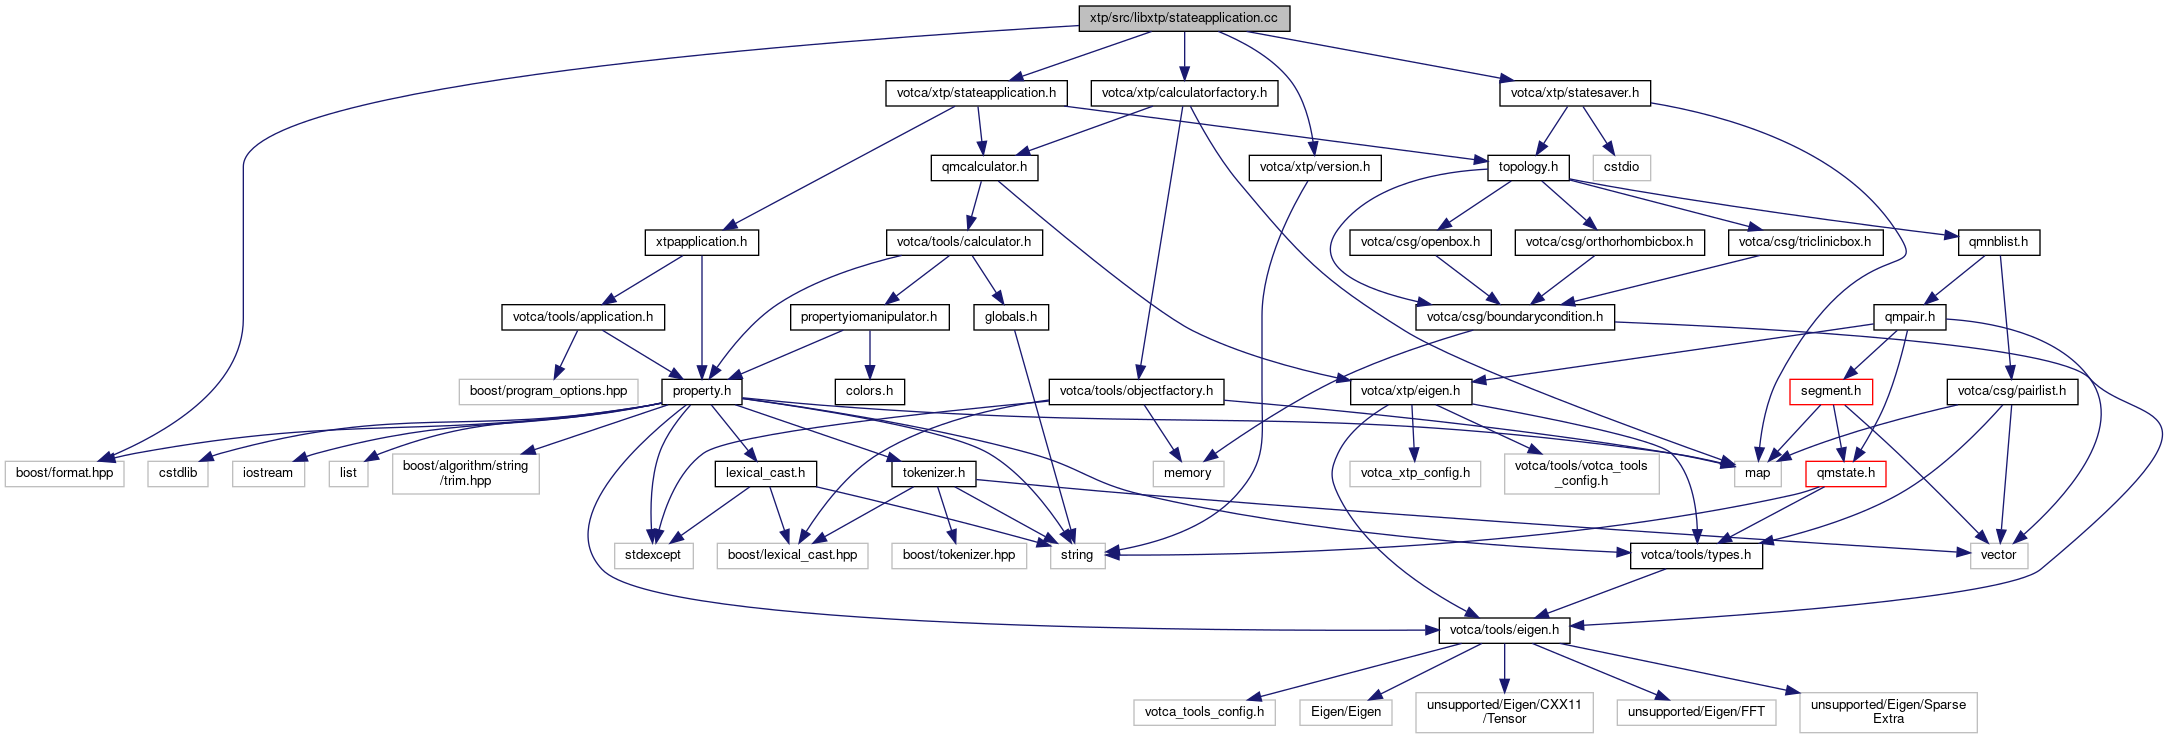 xtp/src/libxtp/stateapplication.cc
votca/xtp/stateapplication.h
votca/xtp/calculatorfactory.h
votca/xtp/statesaver.h
qmcalculator.h
votca/xtp/version.h
topology.h
cstdio
xtpapplication.h
votca/tools/calculator.h
votca/csg/openbox.h
votca/csg/orthorhombicbox.h
votca/csg/triclinicbox.h
qmnblist.h
votca/tools/application.h
propertyiomanipulator.h
globals.h
votca/csg/boundarycondition.h
qmpair.h
boost/program_options.hpp
property.h
colors.h
votca/tools/objectfactory.h
votca/xtp/eigen.h
segment.h
votca/csg/pairlist.h
boost/format.hpp
cstdlib
iostream
list
boost/algorithm/string
/trim.hpp
lexical_cast.h
tokenizer.h
memory
votca_xtp_config.h
votca/tools/votca_tools
_config.h
map
qmstate.h
stdexcept
boost/lexical_cast.hpp
boost/tokenizer.hpp
string
votca/tools/types.h
vector
votca/tools/eigen.h
votca_tools_config.h
Eigen/Eigen
unsupported/Eigen/CXX11
/Tensor
unsupported/Eigen/FFT
unsupported/Eigen/Sparse
Extra